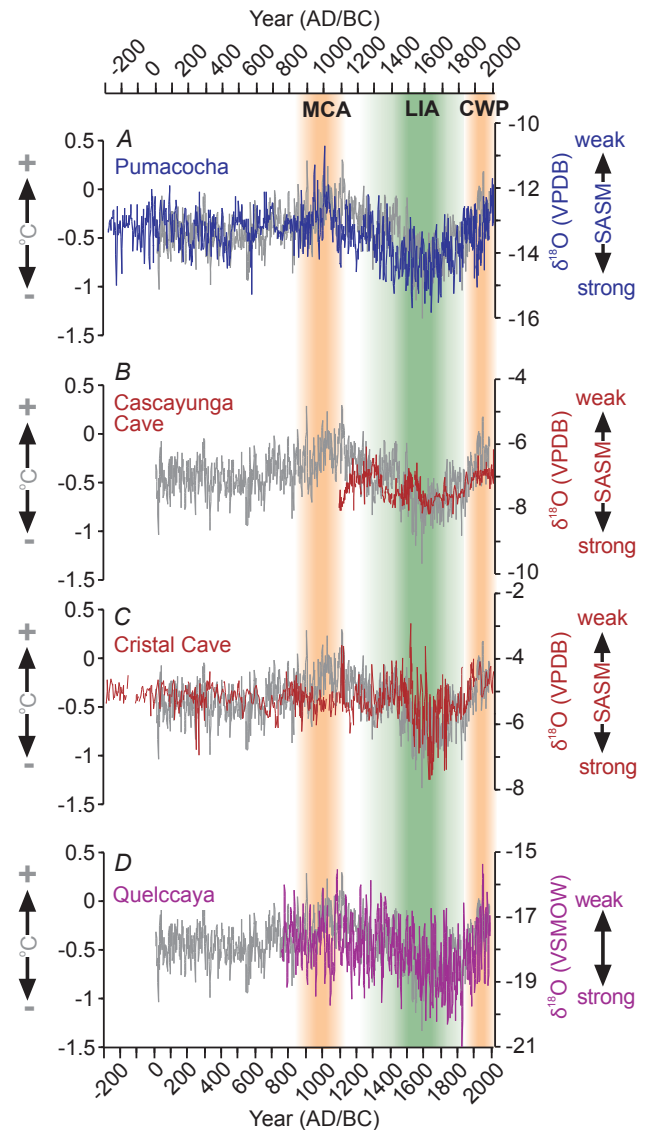 Year (AD/BC)
-200 0 200 400 600 800 1000 1200 1400 1600 1800 2000
MCA LIA CWP
A
Pumacocha
0.5
0
-0.5
-1
-1.5
+
°C
-
-10
-12
-14
-16
δ18O (VPDB)
weak
SASM
strong
B
Cascayunga
Cave
0.5
0
-0.5
-1
-1.5
+
°C
-
-4
-6
-8
-10
δ18O (VPDB)
weak
SASM
strong
C
Cristal Cave
0.5
0
-0.5
-1
-1.5
+
°C
-
-2
-4
-5
-6
-8
δ18O (VPDB)
weak
SASM
strong
D
Quelccaya
0.5
0
-0.5
-1
-1.5
+
°C
-
-15
-17
-18
-19
-21
δ18O (VSMOW)
weak
strong
-200 0 200 400 600 800 1000 1200 1400 1600 1800 2000
Year (AD/BC)